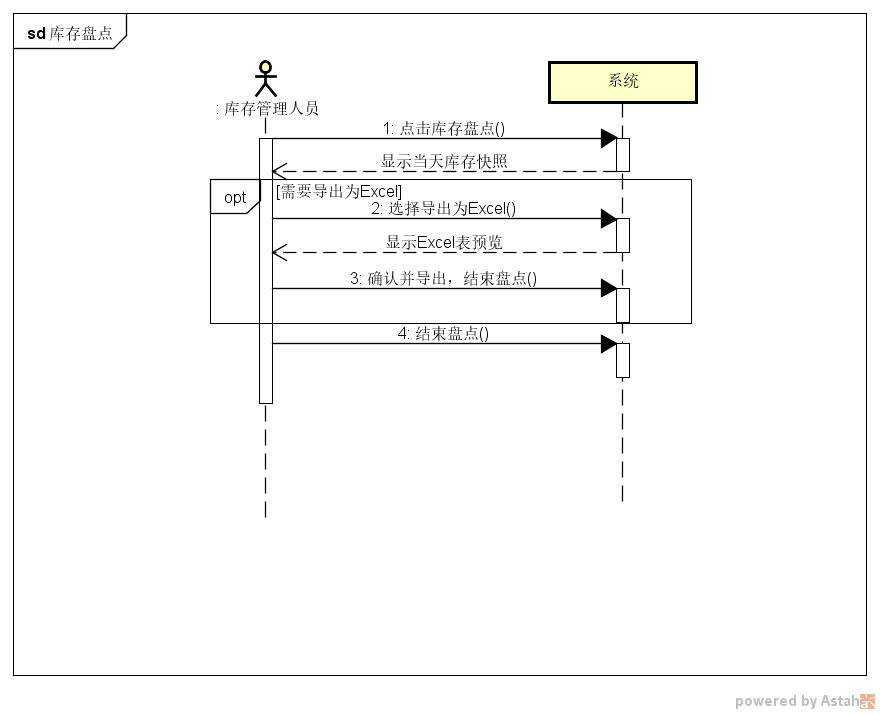 sd 库存盘点
系统
: 库存管理人员
1: 点击库存盘点()
显示当天库存快照
opt
[需要导出为Excel]
2: 选择导出为Excel()
显示Excel表预览
3: 确认并导出，结束盘点()
4: 结束盘点()
powered by Astah